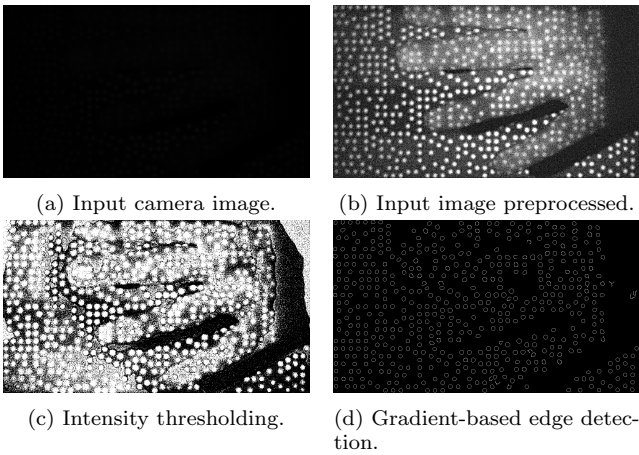 (a) Input camera image.
(b) Input image preprocessed.
(c) Intensity thresholding.
(d) Gradient-based edge detec-
tion.